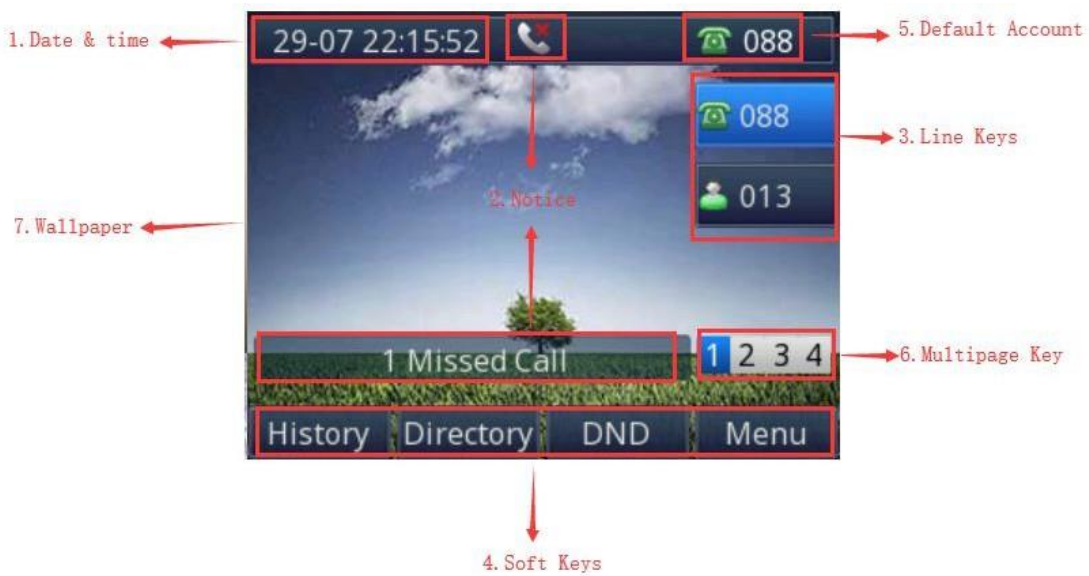 1.Date & time
29-07 22:15:52
088
5.Default Account
088
3.Line Keys
013
2.Notice
7.Wallpaper
1 Missed Call
1 2 3 4
6.Multipage Key
History Directory DND Menu
4.Soft Keys